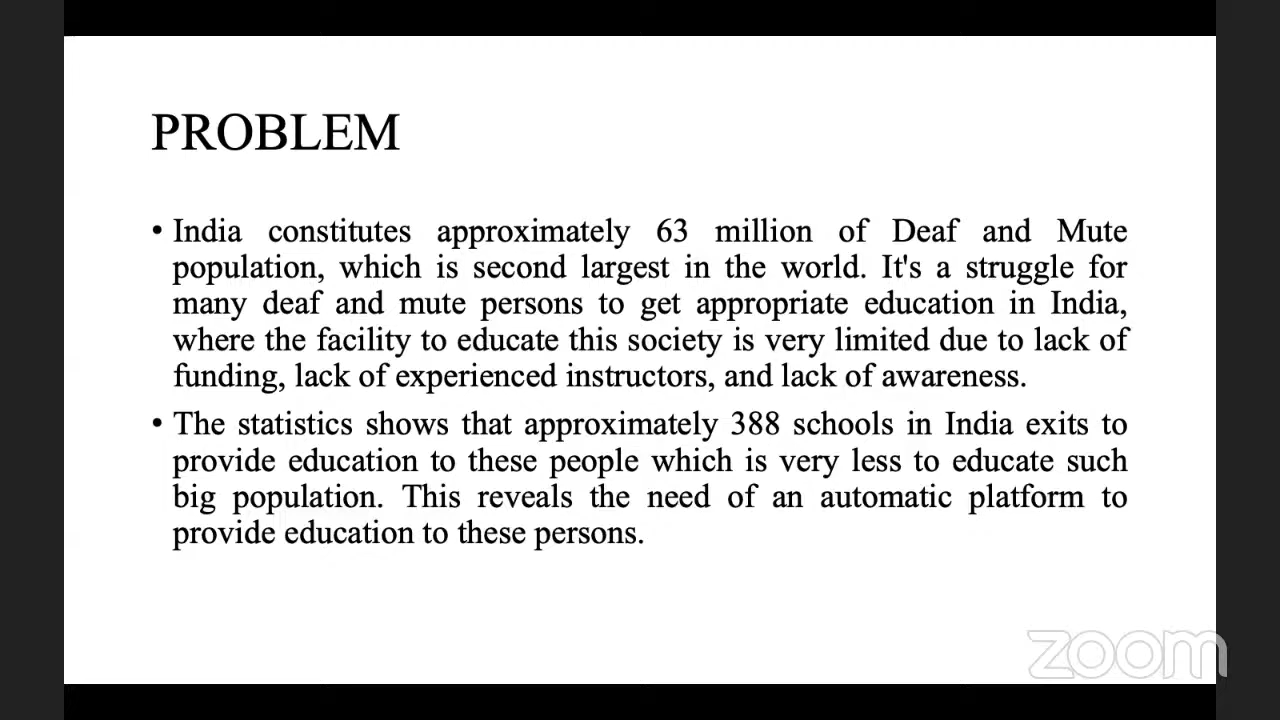 PROBLEM
• India constitutes approximately 63 million of Deaf and Mute
population, which is second largest in the world. It's a struggle for
many deaf and mute persons to get appropriate education in India,
where the facility to educate this society is very limited due to lack of
funding, lack of experienced instructors, and lack of awareness.
• The statistics shows that approximately 388 schools in India exits to
provide education to these people which is very less to educate such
big population. This reveals the need of an automatic platform to
provide education to these persons.
zoom